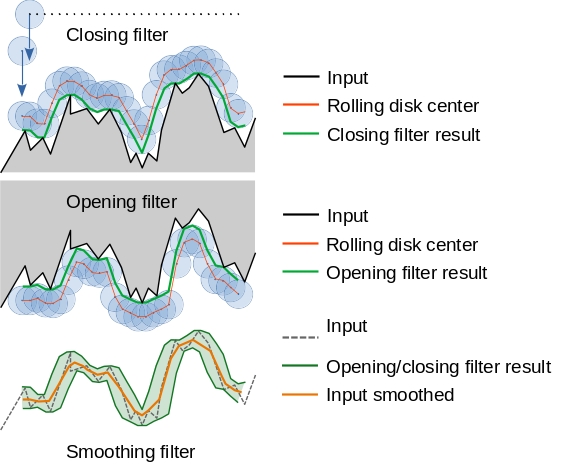 Closing filter
Input
Rolling disk center
Closing filter result
Opening filter
Input
Rolling disk center
Opening filter result
Input
Opening/closing filter result
Input smoothed
Smoothing filter